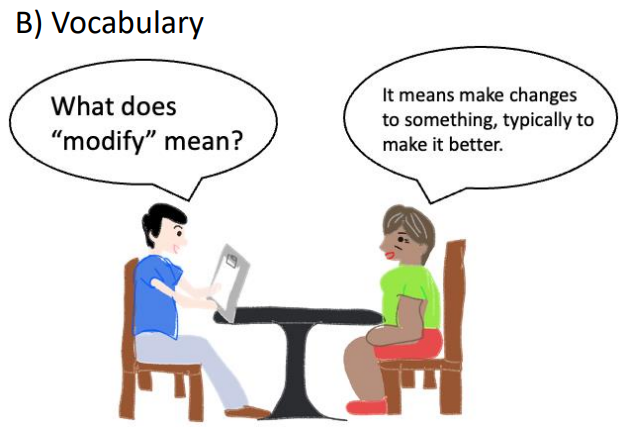 B) Vocabulary
What does
“modify” mean?
It means make changes
to something, typically to
make it better.